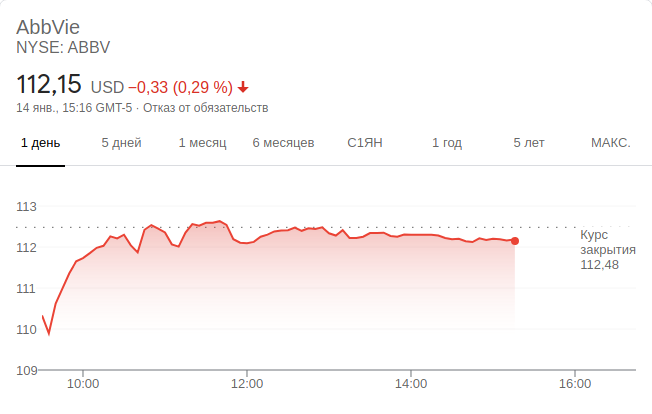 AbbVie
NYSE: ABBV
112,15 USD −0,33 (0,29 %)
14 янв., 15:16 GMT-5 · Отказ от обязательств
1 день 5 дней 1 месяц 6 месяцев С1ЯН 1 год 5 лет МАКС.
113
112
111
110
109
Курс
закрытия
112,48
10:00 12:00 14:00 16:00